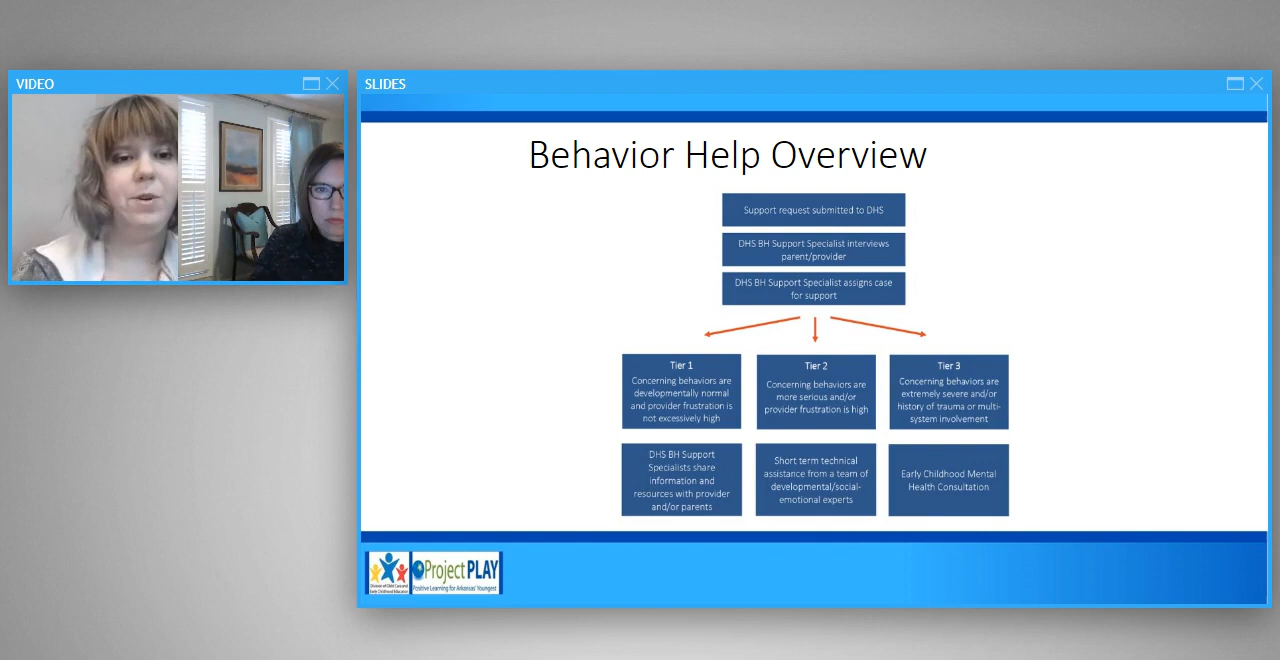 VIDEO
SLIDES
Behavior Help Overview
Support request submitted to DHS
DHS BH Support Specialist interviews
parent/provider
DHS BH Support Specialist assigns case
for support
Tier 1
Concerning behaviors are
developmentally normal
and provider frustration is
not excessively high
Tier 2
Concerning behaviors are
more serious and/or
provider frustration is high
Tier 3
Concerning behaviors are
extremely severe and/or
history of trauma or multi-
system involvement
DHS BH Support
Specialists share
information and
resources with provider
and/or parents
Short term technical
assistance from a team of
developmental/social-
emotional experts
Early Childhood Mental
Health Consultation
Division of Child Care and
Early Childhood Education
Project PLAY
Positive Learning for Arkansas' Youngest